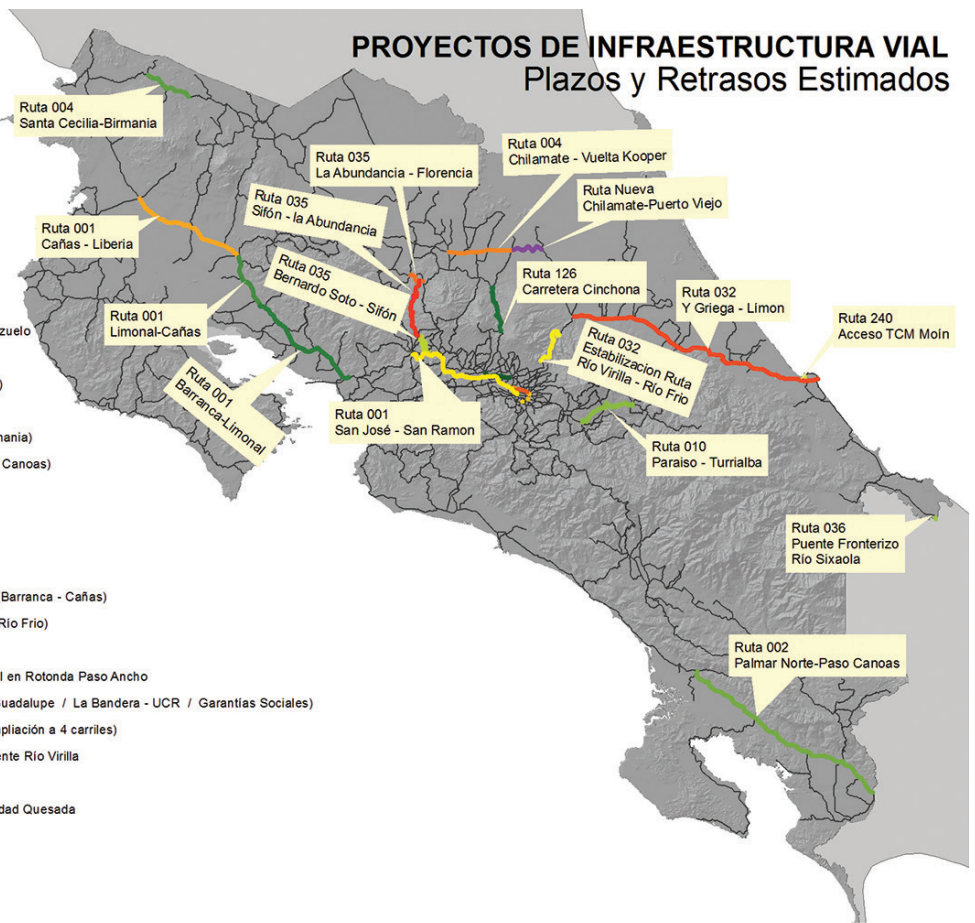 PROYECTOS DE INFRAESTRUCTURA VIAL
Plazos y Retrasos Estimados
Ruta 004
Santa Cecilia-Birmania
Ruta 035
La Abundancia - Florencia
Ruta 004
Chilamate - Vuelta Kooper
Ruta Nueva
Chilamate-Puerto Viejo
Ruta 035
Sifón - la Abundancia
Ruta 001
Cañas - Liberia
Ruta 035
Bernardo Soto - Sifón
Ruta 126
Carretera Cinchona
Ruta 032
Y Griega - Limon
Ruta 001
Limonal-Cañas
Ruta 240
Acceso TCM Moin
Ruta 032
Estabilizacion Ruta
Río Virilla - Río Frio
Ruta 001
Barranca-Limonal
Ruta 001
San José - San Ramon
Ruta 010
Paraiso - Turrialba
Ruta 036
Puente Fronterizo
Río Sixaola
Ruta 002
Palmar Norte-Paso Canoas
zuelo
)
nania)
Canoas)
(Barranca - Cañas)
Río Frio)
l en Rotonda Paso Ancho
Guadalupe / La Bandera - UCR / Garantías Sociales)
mpliación a 4 carriles)
ente Río Virilla
dad Quesada